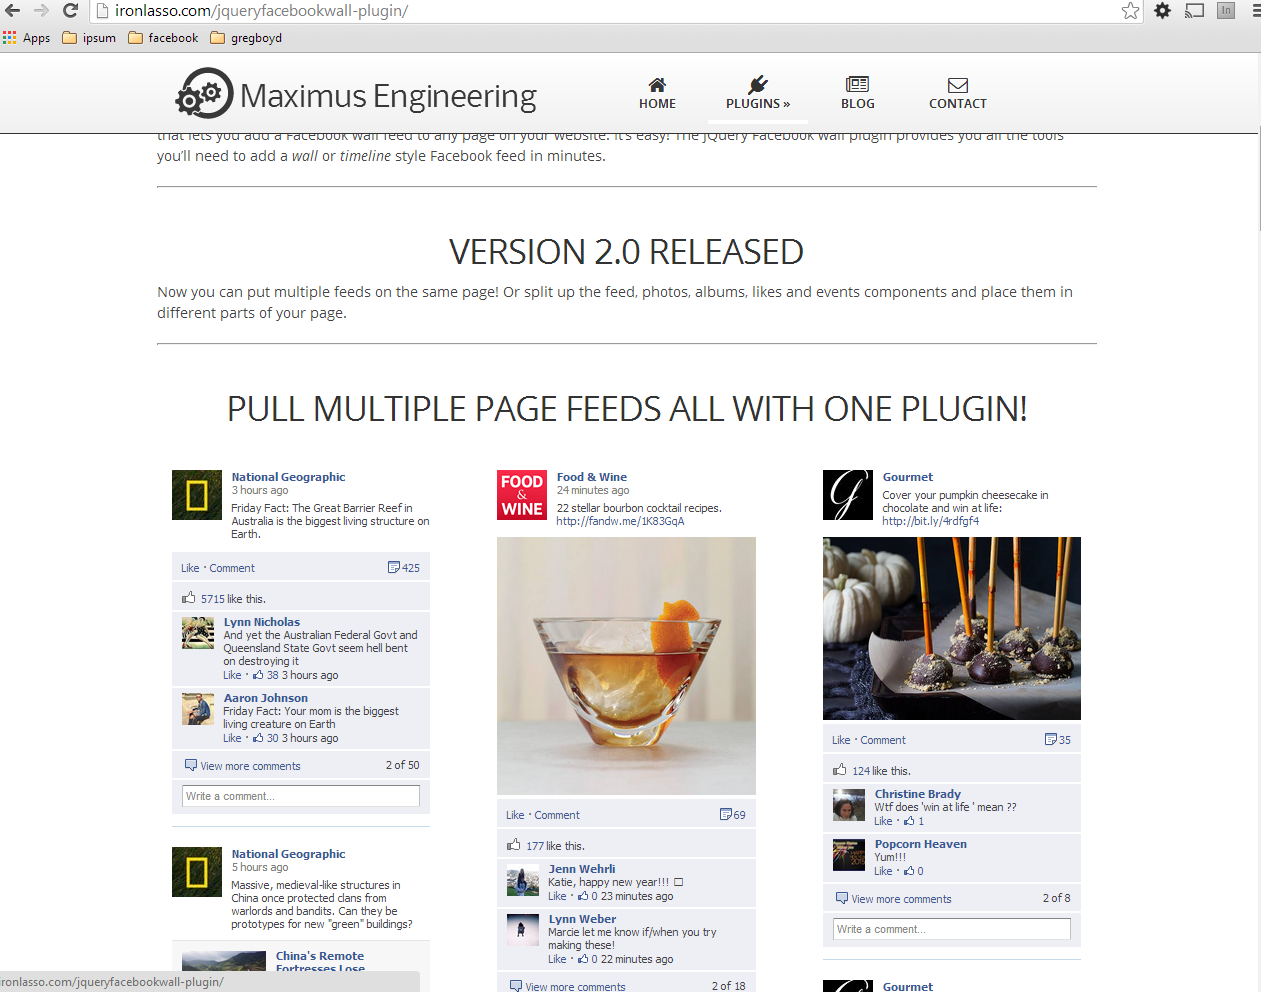 ironlasso.com/jqueryfacebookwall-plugin/
Apps ipsum facebook gregboyd
In
Maximus Engineering
HOME PLUGINS » BLOG CONTACT
that lets you add a Facebook wall feed to any page on your website. It's easy! The jQuery Facebook wall plugin provides you all the tools
you'll need to add a wall or timeline style Facebook feed in minutes.
VERSION 2.0 RELEASED
Now you can put multiple feeds on the same page! Or split up the feed, photos, albums, likes and events components and place them in
different parts of your page.
PULL MULTIPLE PAGE FEEDS ALL WITH ONE PLUGIN!
National Geographic
3 hours ago
Friday Fact: The Great Barrier Reef in
Australia is the biggest living structure on
Earth.
Like · Comment 425
5715 like this.
Lynn Nicholas
And yet the Australian Federal Govt and
Queensland State Govt seem hell bent
on destroying it
Like · 38 3 hours ago
Aaron Johnson
Friday Fact: Your mom is the biggest
living creature on Earth
Like · 30 3 hours ago
View more comments 2 of 50
Write a comment...
National Geographic
5 hours ago
Massive, medieval-like structures in
China once protected clans from
warlords and bandits. Can they be
prototypes for new "green" buildings?
China's Remote
Fortresses Lose
ironlasso.com/jqueryfacebookwall-plugin/
FOOD
&
WINE
Food & Wine
24 minutes ago
22 stellar bourbon cocktail recipes.
http://fandw.me/1K83GqA
Like · Comment 69
177 like this.
Jenn Wehrli
Katie, happy new year!!! □
Like · 0 23 minutes ago
Lynn Weber
Marcie let me know if/when you try
making these!
Like · 0 22 minutes ago
View more comments 2 of 18
G
Gourmet
Cover your pumpkin cheesecake in
chocolate and win at life:
http://bit.ly/4rdfgf4
Like · Comment 35
124 like this.
Christine Brady
Wtf does 'win at life ' mean ??
Like · 1
Popcorn Heaven
Yum!!!
Like · 0
View more comments 2 of 8
Write a comment...
Gourmet